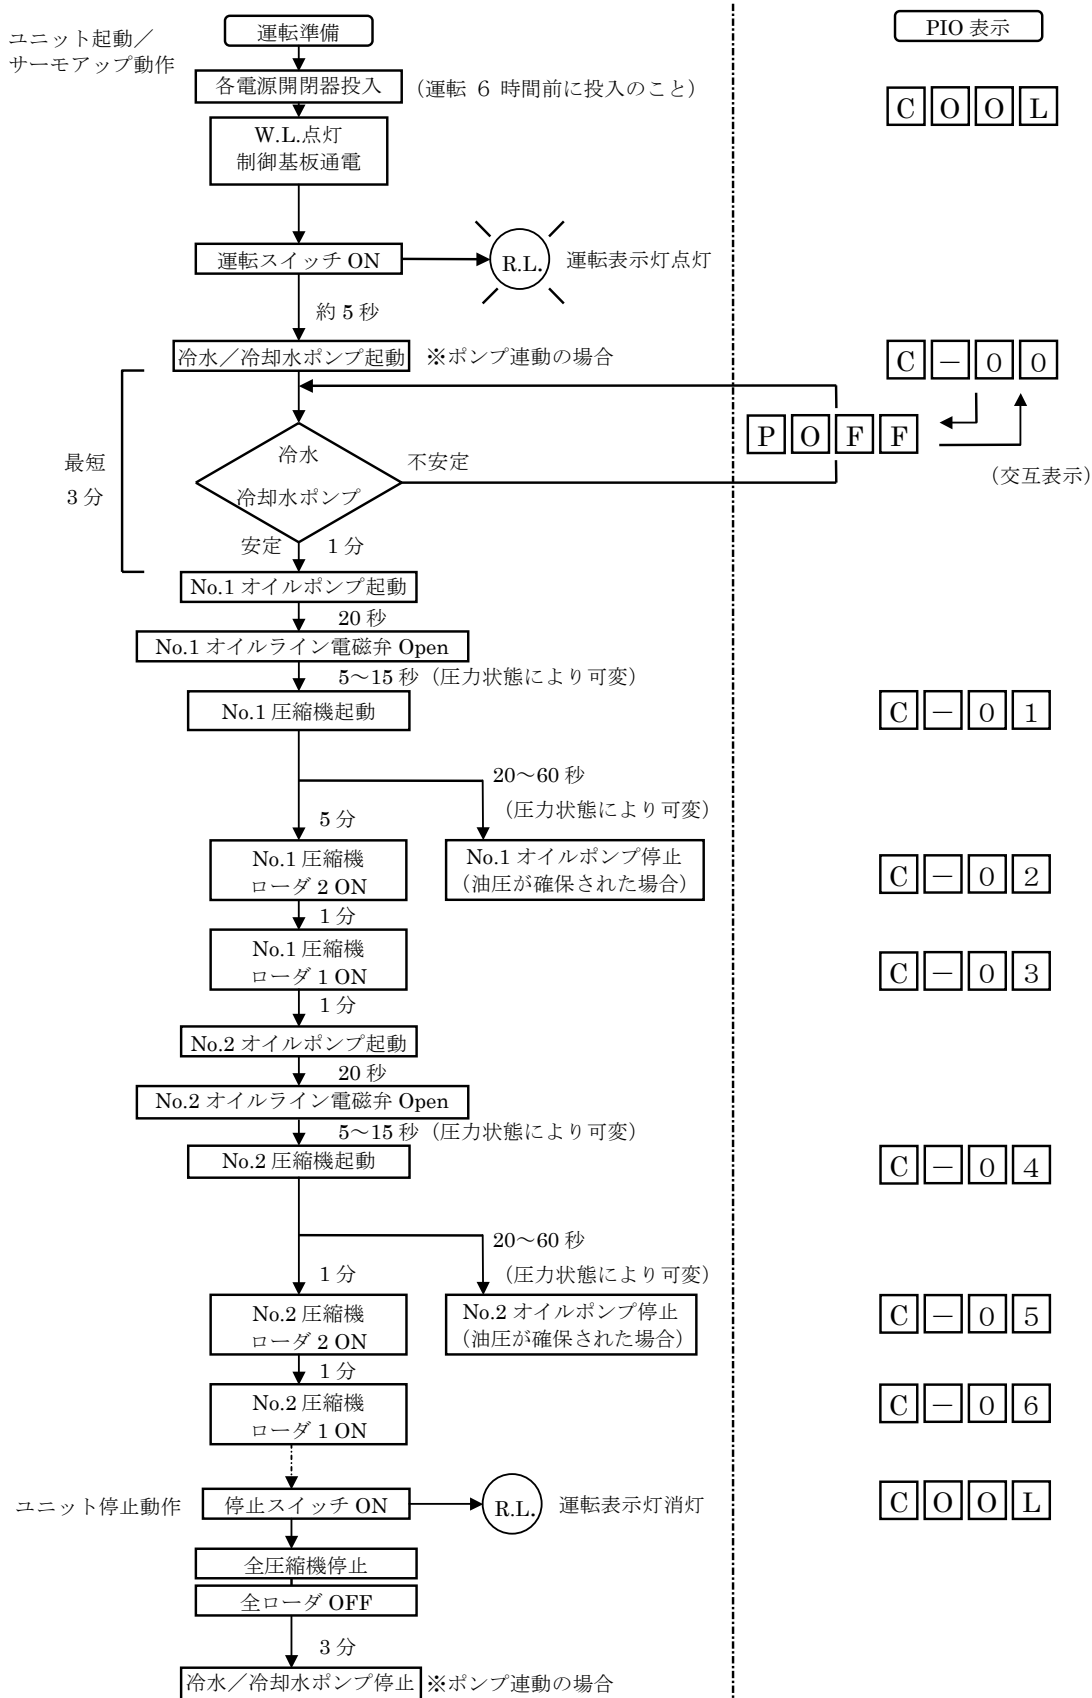 運転準備
PIO 表示
ユニット起動／
サーモアップ動作
各電源開閉器投入
(運転 6 時間前に投入のこと)
C O O L
W.L.点灯
制御基板通電
運転スイッチ ON
R.L.
運転表示灯点灯
約 5 秒
冷水／冷却水ポンプ起動
※ポンプ連動の場合
C － 0 0
P O F F
(交互表示)
冷水
冷却水ポンプ
不安定
最短
3 分
安定
1 分
No.1 オイルポンプ起動
20 秒
No.1 オイルライン電磁弁 Open
5～15 秒（圧力状態により可変）
No.1 圧縮機起動
C － 0 1
20～60 秒
（圧力状態により可変）
5 分
No.1 圧縮機
ローダ 2 ON
No.1 オイルポンプ停止
（油圧が確保された場合）
C － 0 2
1 分
No.1 圧縮機
ローダ 1 ON
C － 0 3
1 分
No.2 オイルポンプ起動
20 秒
No.2 オイルライン電磁弁 Open
5～15 秒（圧力状態により可変）
No.2 圧縮機起動
C － 0 4
20～60 秒
（圧力状態により可変）
1 分
No.2 圧縮機
ローダ 2 ON
No.2 オイルポンプ停止
（油圧が確保された場合）
C － 0 5
1 分
No.2 圧縮機
ローダ 1 ON
C － 0 6
ユニット停止動作
停止スイッチ ON
R.L.
運転表示灯消灯
C O O L
全圧縮機停止
全ローダ OFF
3 分
冷水／冷却水ポンプ停止
※ポンプ連動の場合